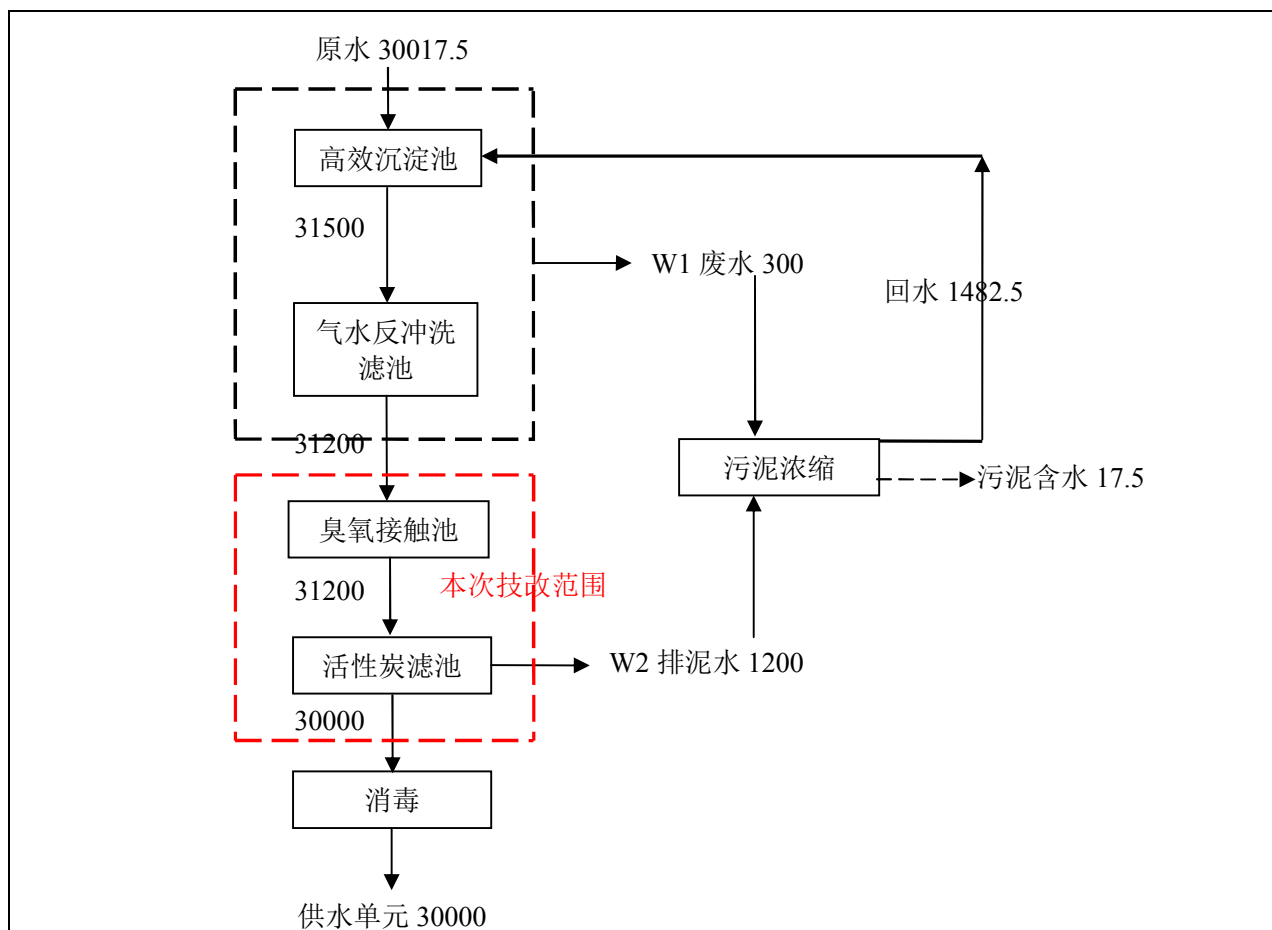 原水 30017.5
高效沉淀池
31500
W1 废水 300
回水 1482.5
气水反冲洗
滤池
31200
污泥浓缩
污泥含水 17.5
臭氧接触池
31200
本次技改范围
活性炭滤池
W2 排泥水 1200
30000
消毒
供水单元 30000